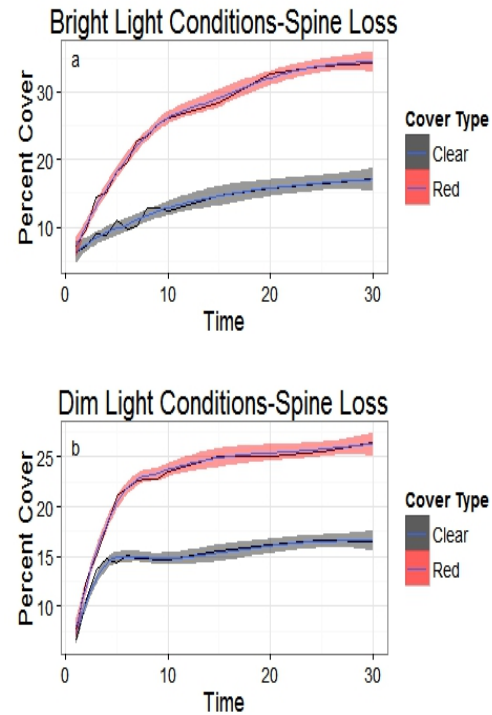 Bright Light Conditions-Spine Loss
a
Percent Cover
30
20
10
0
10
20
30
Time
Cover Type
Clear
Red
Dim Light Conditions-Spine Loss
b
Percent Cover
25
20
15
10
0
10
20
30
Time
Cover Type
Clear
Red